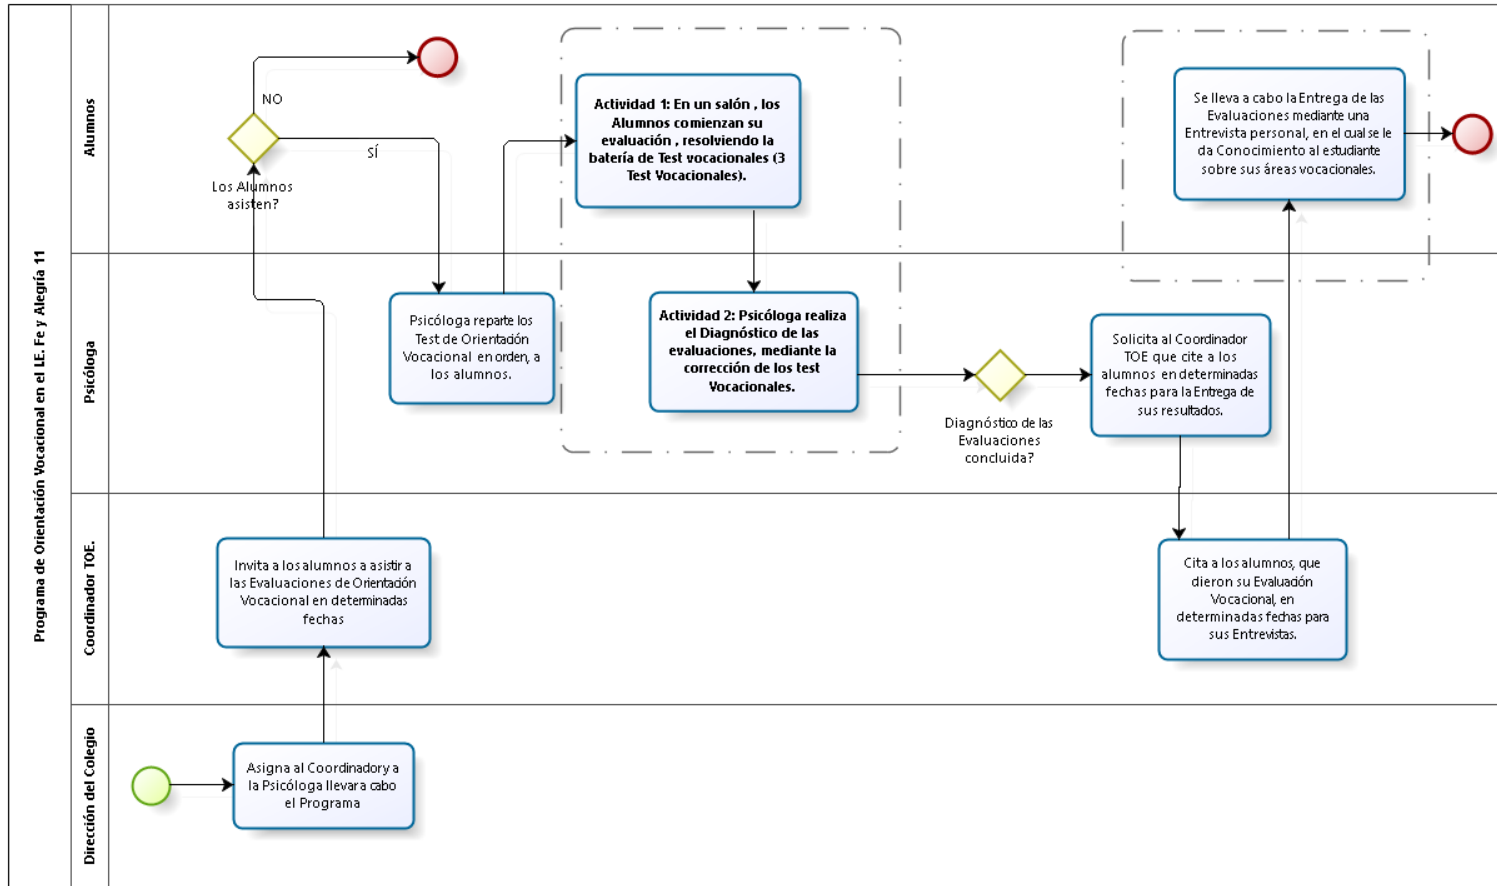 Programa de Orientación Vocacional en el I.E. Fe y Alegría 11
Alumnos
NO
SÍ
Los Alumnos
asisten?
Actividad 1: En un salón , los
Alumnos comienzan su
evaluación , resolviendo la
batería de Test vocacionales (3
Test Vocacionales).
Se lleva a cabo la Entrega de las
Evaluaciones mediante una
Entrevista personal, en el cual se le
da Conocimiento al estudiante
sobre sus áreas vocacionales.
Psicóloga
Psicóloga reparte los
Test de Orientación
Vocacional en orden, a
los alumnos.
Actividad 2: Psicóloga realiza
el Diagnóstico de las
evaluaciones, mediante la
corrección de los test
Vocacionales.
Diagnóstico de las
Evaluaciones
concluida?
Solicita al Coordinador
TOE que cite a los
alumnos en determinadas
fechas para la Entrega de
sus resultados.
Coordinador TOE.
Invita a los alumnos a asistir a
las Evaluaciones de Orientación
Vocacional en determinadas
fechas
Cita a los alumnos, que
dieron su Evaluación
Vocacional, en
determinadas fechas para
sus Entrevistas.
Dirección del Colegio
Asigna al Coordinador y a
la Psicóloga llevar a cabo
el Programa